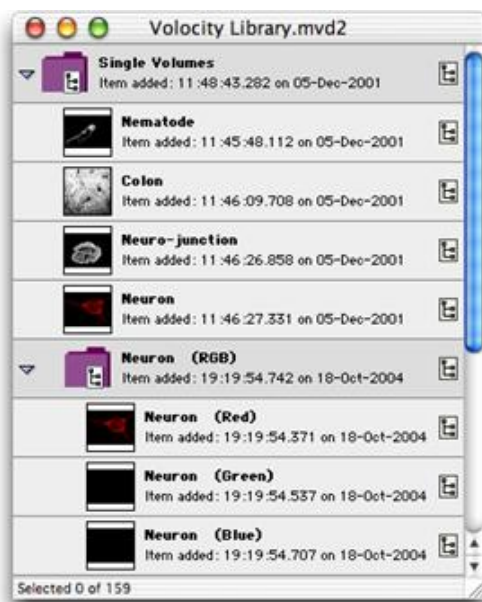 Volocity Library.mvd2
Single Volumes
Item added: 11:48:43.282 on 05-Dec-2001
Nematode
Item added: 11:45:48.112 on 05-Dec-2001
Colon
Item added: 11:46:09.708 on 05-Dec-2001
Neuro-junction
Item added: 11:46:26.858 on 05-Dec-2001
Neuron
Item added: 11:46:27.331 on 05-Dec-2001
Neuron (RGB)
Item added: 19:19:54.742 on 18-Oct-2004
Neuron (Red)
Item added: 19:19:54.371 on 18-Oct-2004
Neuron (Green)
Item added: 19:19:54.537 on 18-Oct-2004
Neuron (Blue)
Item added: 19:19:54.707 on 18-Oct-2004
Selected 0 of 159